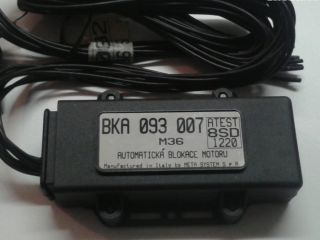 BKA 093 007
M36
ATEST
8SD
1220
AUTOMATICKÁ BLOKACE MOTORU
Manufactured in Italy by META SYSTEM S.p.A